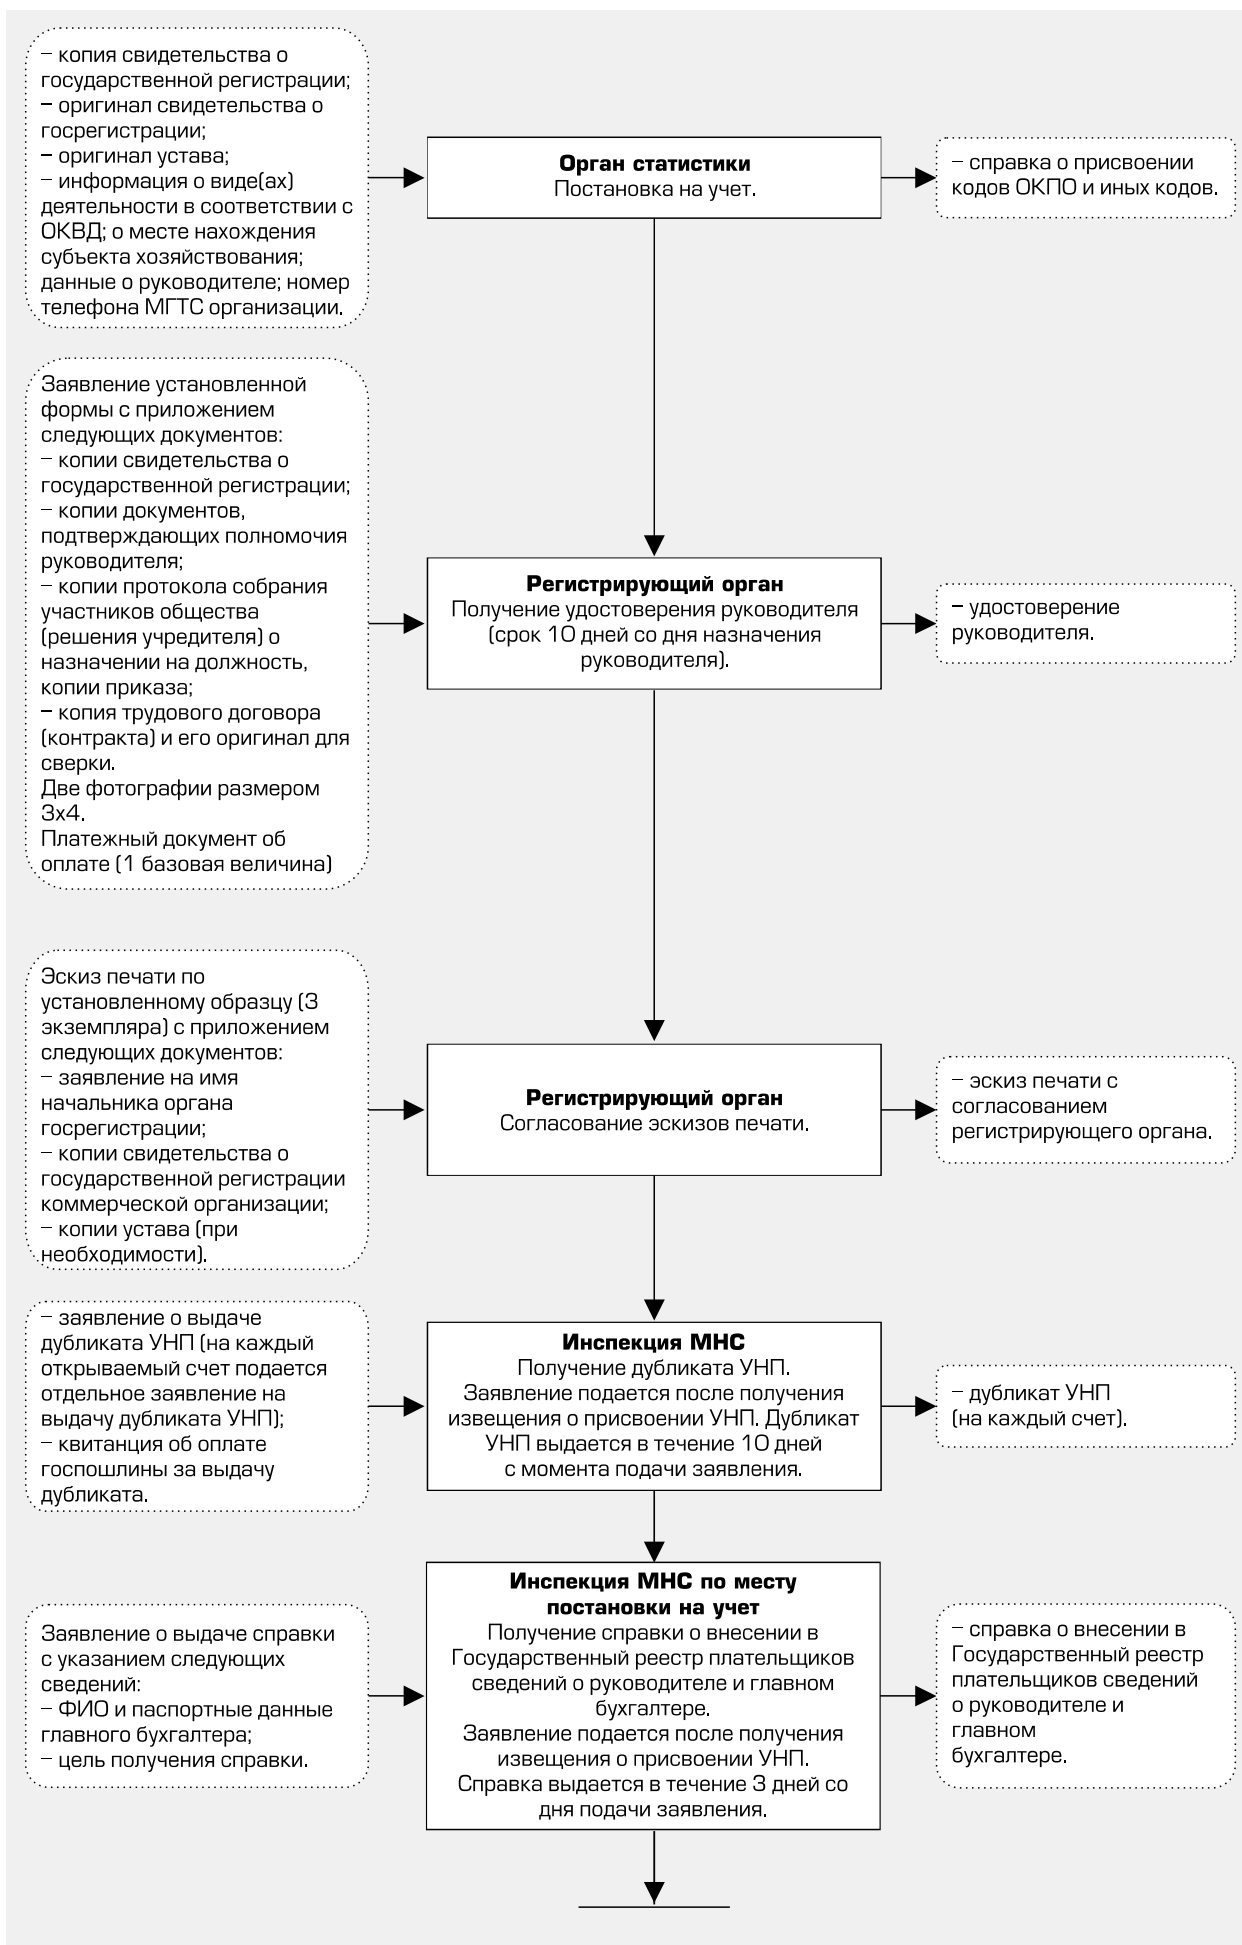 – копия свидетельства о
государственной регистрации;
– оригинал свидетельства о
госрегистрации;
– оригинал устава;
– информация о виде(ах)
деятельности в соответствии с
ОКВД; о месте нахождения
субъекта хозяйствования;
данные о руководителе; номер
телефона МГТС организации.
Орган статистики
Постановка на учет.
– справка о присвоении
кодов ОКПО и иных кодов.
Заявление установленной
формы с приложением
следующих документов:
– копии свидетельства о
государственной регистрации;
– копии документов,
подтверждающих полномочия
руководителя;
– копии протокола собрания
участников общества
(решения учредителя) о
назначении на должность,
копии приказа;
– копия трудового договора
(контракта) и его оригинал для
сверки.
Две фотографии размером
3х4.
Платежный документ об
оплате (1 базовая величина)
Регистрирующий орган
Получение удостоверения руководителя
(срок 10 дней со дня назначения
руководителя).
– удостоверение
руководителя.
Эскиз печати по
установленному образцу (3
экземпляра) с приложением
следующих документов:
– заявление на имя
начальника органа
госрегистрации;
– копии свидетельства о
государственной регистрации
коммерческой организации;
– копии устава (при
необходимости).
Регистрирующий орган
Согласование эскизов печати.
– эскиз печати с
согласованием
регистрирующего органа.
– заявление о выдаче
дубликата УНП (на каждый
открываемый счет подается
отдельное заявление на
выдачу дубликата УНП);
– квитанция об оплате
госпошлины за выдачу
дубликата.
Инспекция МНС
Получение дубликата УНП.
Заявление подается после получения
извещения о присвоении УНП. Дубликат
УНП выдается в течение 10 дней
с момента подачи заявления.
– дубликат УНП
(на каждый счет).
Заявление о выдаче справки
с указанием следующих
сведений:
– ФИО и паспортные данные
главного бухгалтера;
– цель получения справки.
Инспекция МНС по месту
постановки на учет
Получение справки о внесении в
Государственный реестр плательщиков
сведений о руководителе и главном
бухгалтере.
Заявление подается после получения
извещения о присвоении УНП.
Справка выдается в течение 3 дней со
дня подачи заявления.
– справка о внесении в
Государственный реестр
плательщиков сведений
о руководителе и
главном
бухгалтере.